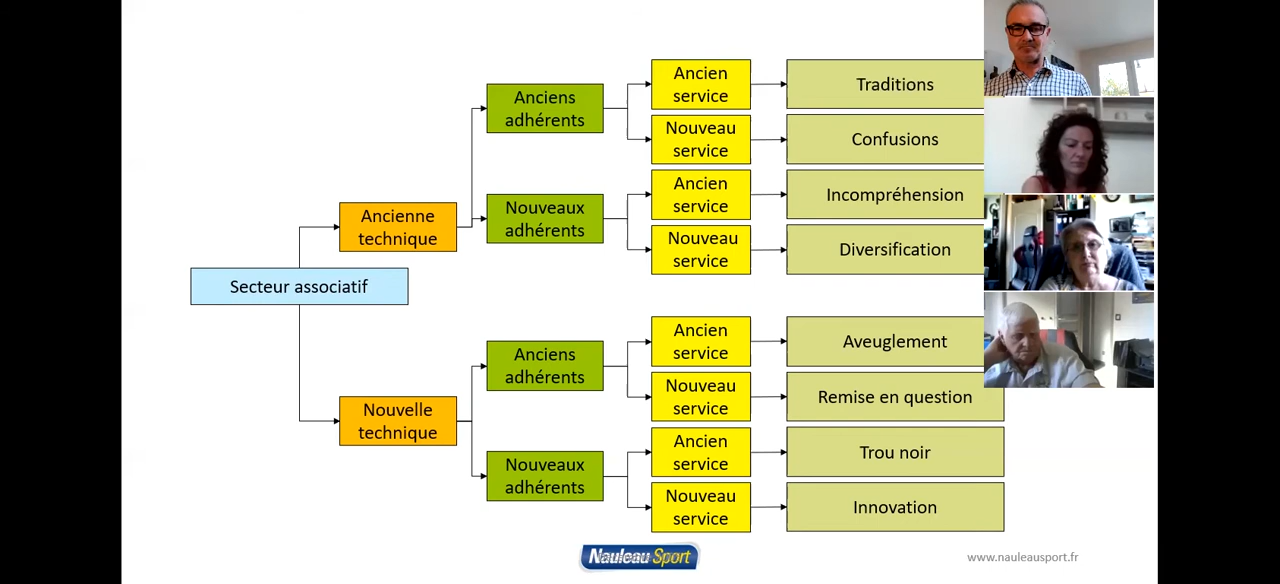 Ancien
service
Traditions
Anciens
adhérents
Nouveau
service
Confusions
Ancien
service
Incompréhension
Nouveaux
adhérents
Ancienne
technique
Nouveau
service
Diversification
Secteur associatif
Ancien
service
Aveuglement
Anciens
adhérents
Nouveau
service
Remise en question
Nouvelle
technique
Ancien
service
Trou noir
Nouveaux
adhérents
Nouveau
service
Innovation
Nauleau Sport
www.nauleausport.fr